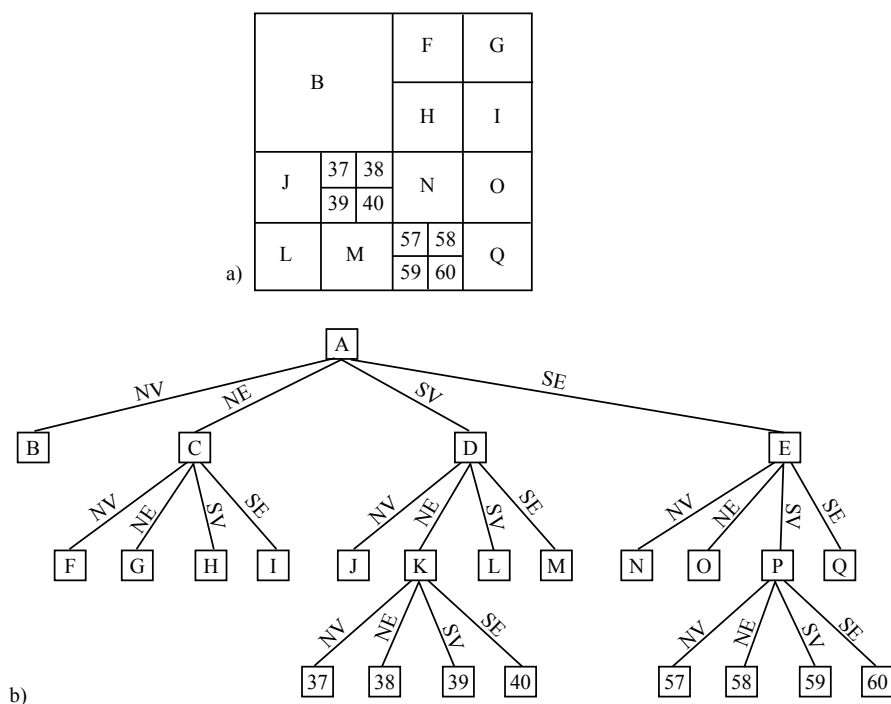 F G
B
H I
J 37 38 N O
39 40
L M 57 58 Q
59 60
a)
A
NV NE SV SE
B C D E
NV NE SV SE NV NE SV SE NV NE SV SE
F G H I J K L M N O P Q
NV NE SV SE NV NE SV SE
37 38 39 40 57 58 59 60
b)